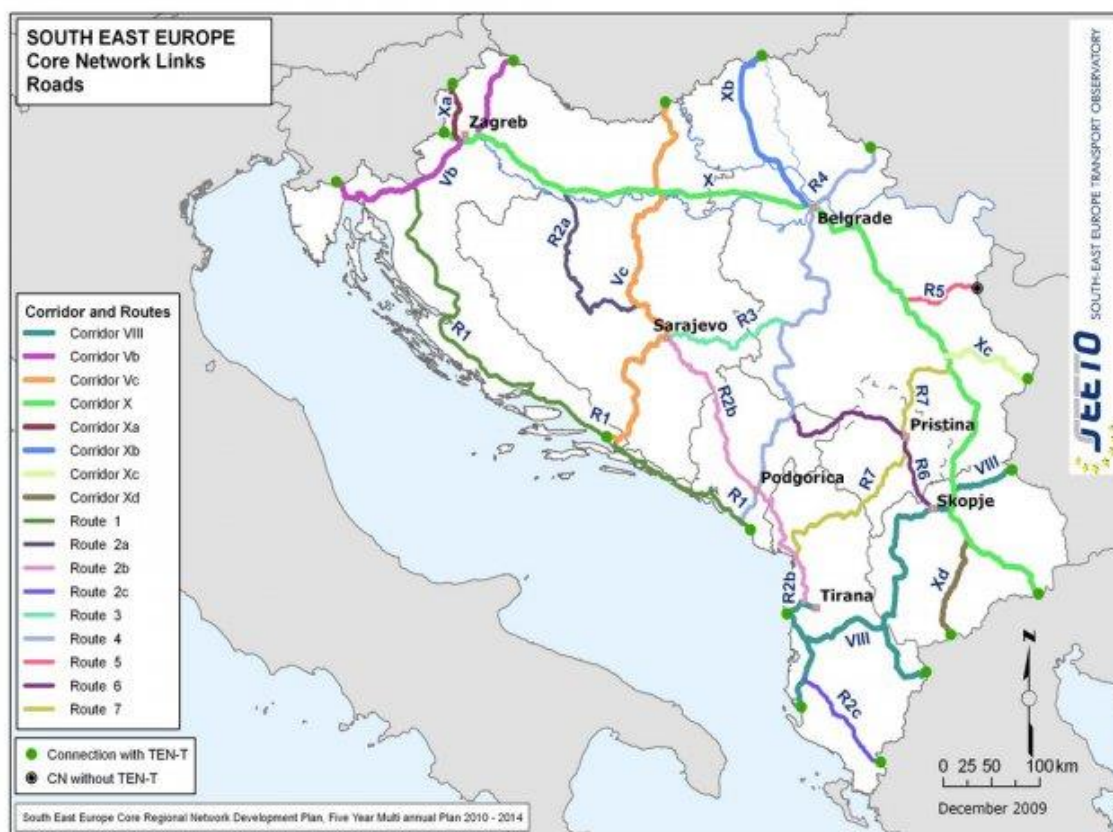 SOUTH EAST EUROPE
Core Network Links
Roads
SOUTH-EAST EUROPE TRANSPORT OBSERVATORY
SEETO
Xa
Zagreb
Vb
Xb
X
R4
Belgrade
R2a
Vc
R5
R1
Sarajevo
R3
Xc
R2b
R7
R1
Pristina
Podgorica
R7
R6
VIII
R1
Skopje
R2b
Tirana
Xd
VIII
R2c
Corridor and Routes
Corridor VIII
Corridor Vb
Corridor Vc
Corridor X
Corridor Xa
Corridor Xb
Corridor Xc
Corridor Xd
Route 1
Route 2a
Route 2b
Route 2c
Route 3
Route 4
Route 5
Route 6
Route 7
Connection with TEN-T
CN without TEN-T
z
0 25 50 100 km
December 2009
South East Europe Core Regional Network Development Plan, Five Year Multi annual Plan 2010 - 2014